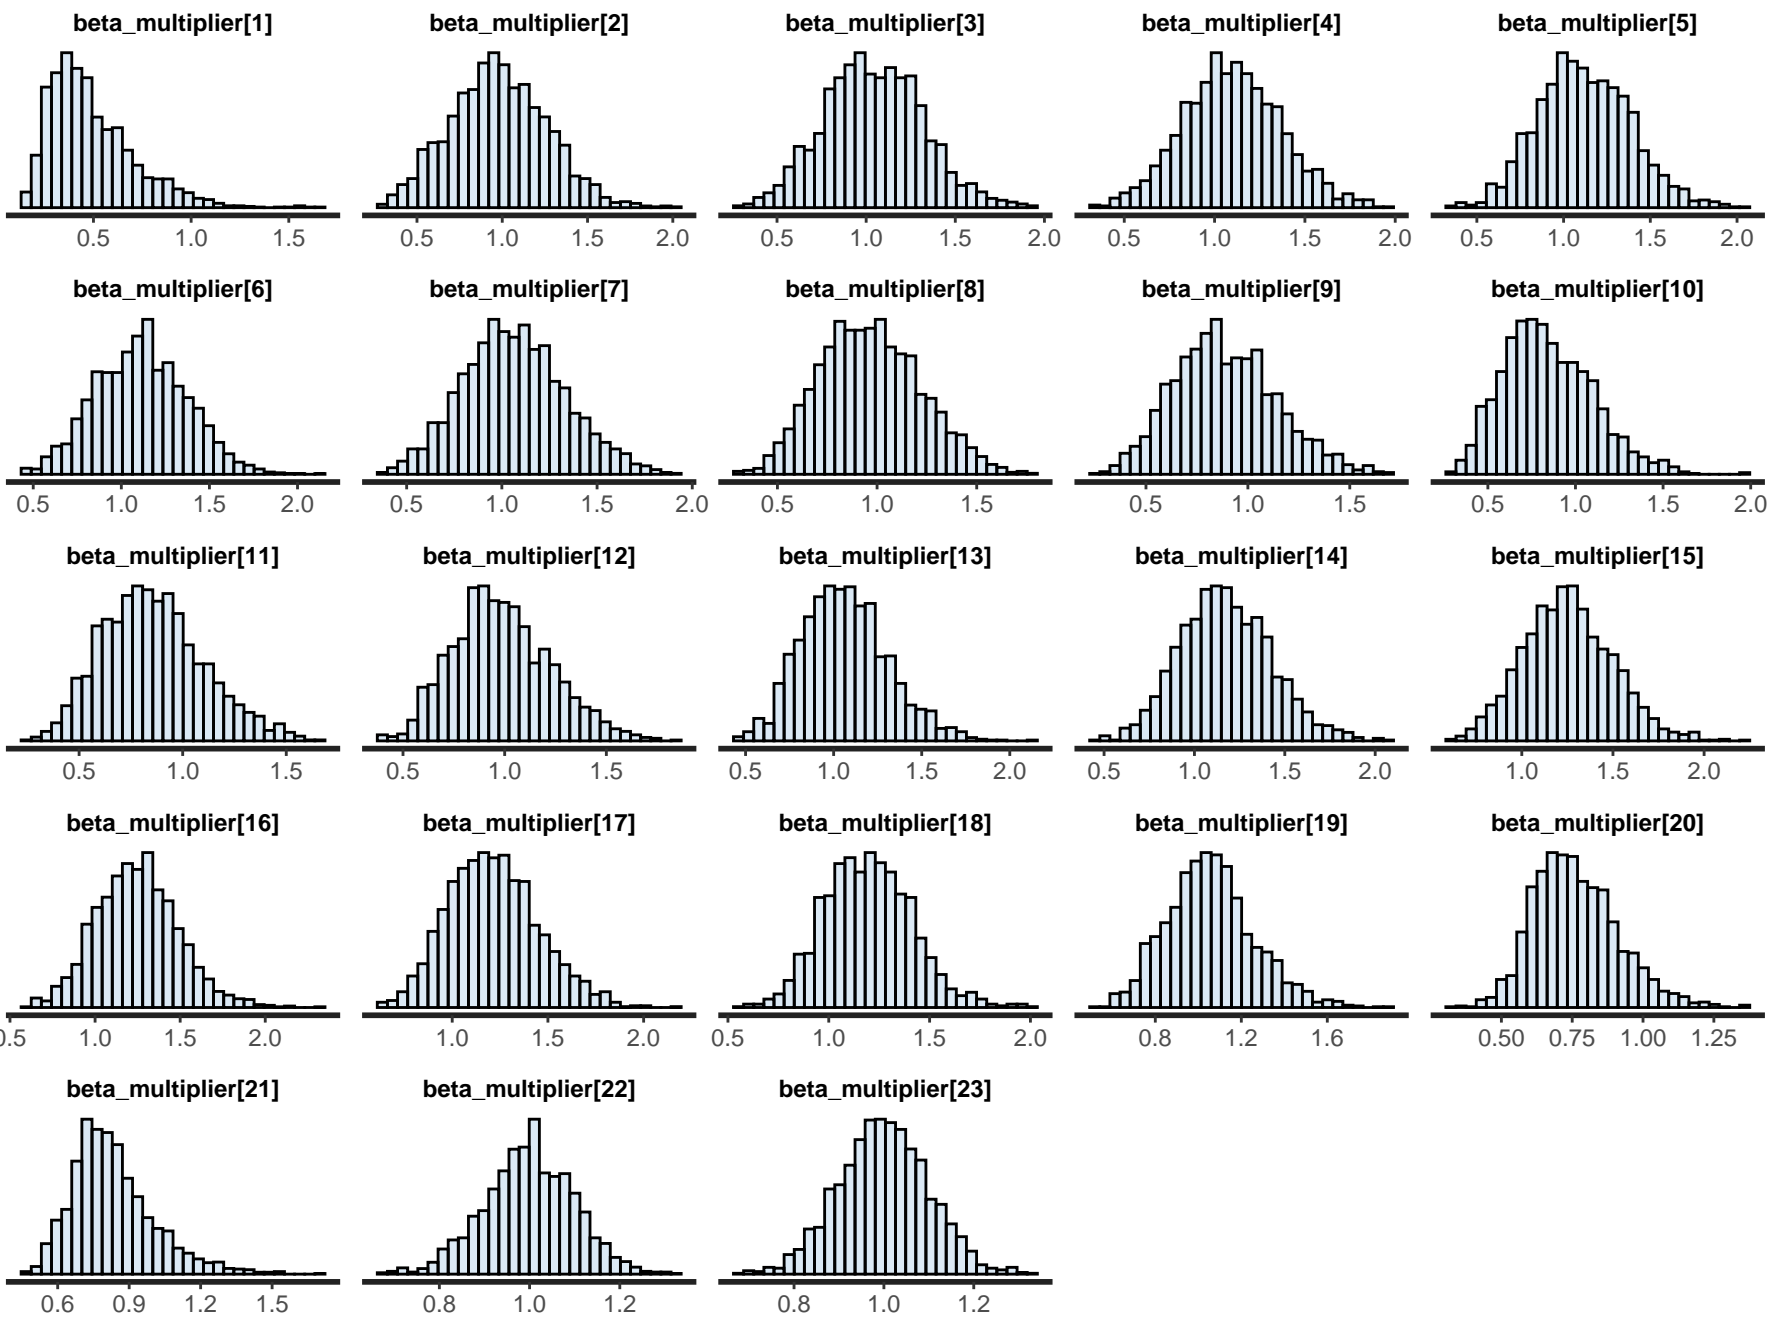 beta_multiplier[1] beta_multiplier[2] beta_multiplier[3] beta_multiplier[4] beta_multiplier[5]
0.5 1.0 1.5 0.5 1.0 1.5 2.0 0.5 1.0 1.5 2.0 0.5 1.0 1.5 2.0 0.5 1.0 1.5 2.0
beta_multiplier[6] beta_multiplier[7] beta_multiplier[8] beta_multiplier[9] beta_multiplier[10]
0.5 1.0 1.5 2.0 0.5 1.0 1.5 2.0 0.5 1.0 1.5 0.5 1.0 1.5 0.5 1.0 1.5 2.0
beta_multiplier[11] beta_multiplier[12] beta_multiplier[13] beta_multiplier[14] beta_multiplier[15]
0.5 1.0 1.5 0.5 1.0 1.5 0.5 1.0 1.5 2.0 0.5 1.0 1.5 2.0 1.0 1.5 2.0
beta_multiplier[16] beta_multiplier[17] beta_multiplier[18] beta_multiplier[19] beta_multiplier[20]
0.5 1.0 1.5 2.0 1.0 1.5 2.0 0.5 1.0 1.5 2.0 0.8 1.2 1.6 0.50 0.75 1.00 1.25
beta_multiplier[21] beta_multiplier[22] beta_multiplier[23]
0.6 0.9 1.2 1.5 0.8 1.0 1.2 0.8 1.0 1.2